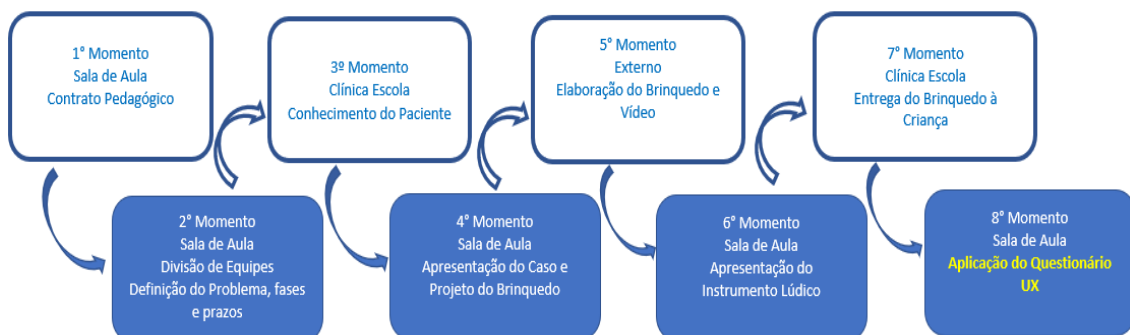 1° Momento
Sala de Aula
Contrato Pedagógico
2° Momento
Sala de Aula
Divisão de Equipes
Definição do Problema, fases
e prazos
3º Momento
Clínica Escola
Conhecimento do Paciente
4° Momento
Sala de Aula
Apresentação do Caso e
Projeto do Brinquedo
5° Momento
Externo
Elaboração do Brinquedo e
Vídeo
6° Momento
Sala de Aula
Apresentação do
Instrumento Lúdico
7° Momento
Clínica Escola
Entrega do Brinquedo à
Criança
8° Momento
Sala de Aula
Aplicação do Questionário
UX